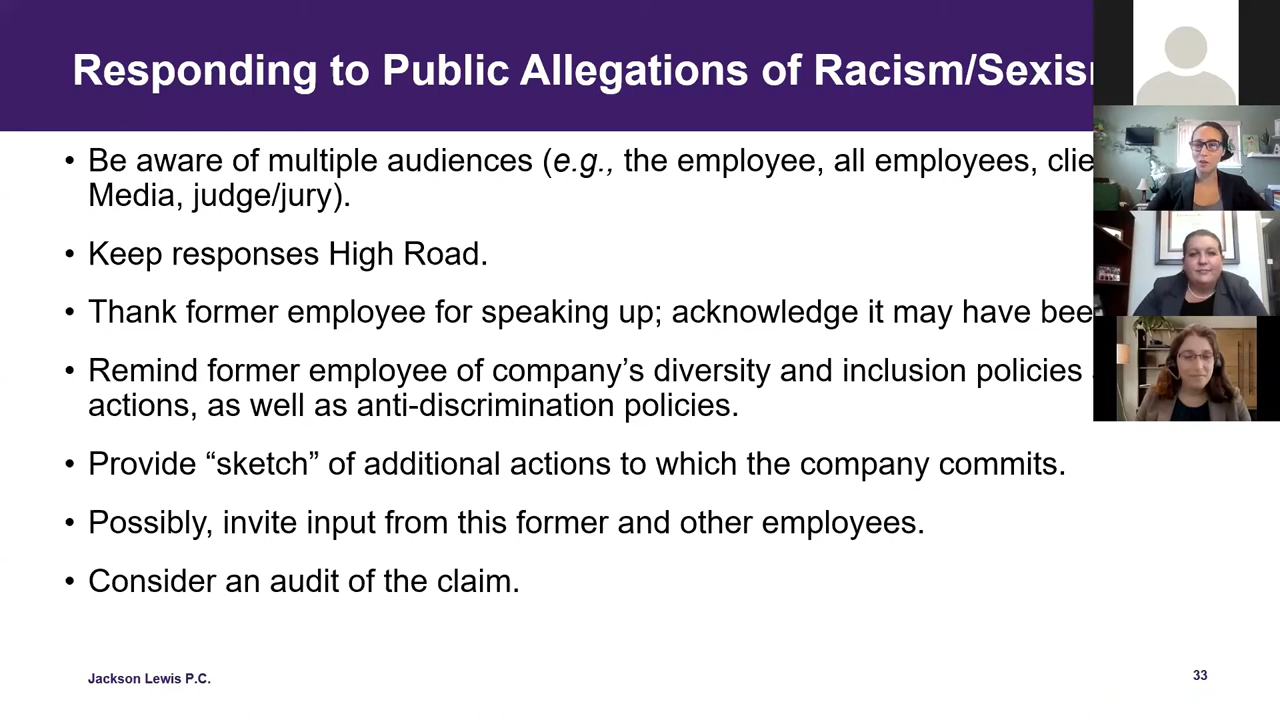 Responding to Public Allegations of Racism/Sexis
• Be aware of multiple audiences (e.g., the employee, all employees, clie
Media, judge/jury).
• Keep responses High Road.
• Thank former employee for speaking up; acknowledge it may have bee
• Remind former employee of company’s diversity and inclusion policies
actions, as well as anti-discrimination policies.
• Provide “sketch” of additional actions to which the company commits.
• Possibly, invite input from this former and other employees.
• Consider an audit of the claim.
Jackson Lewis P.C.
33